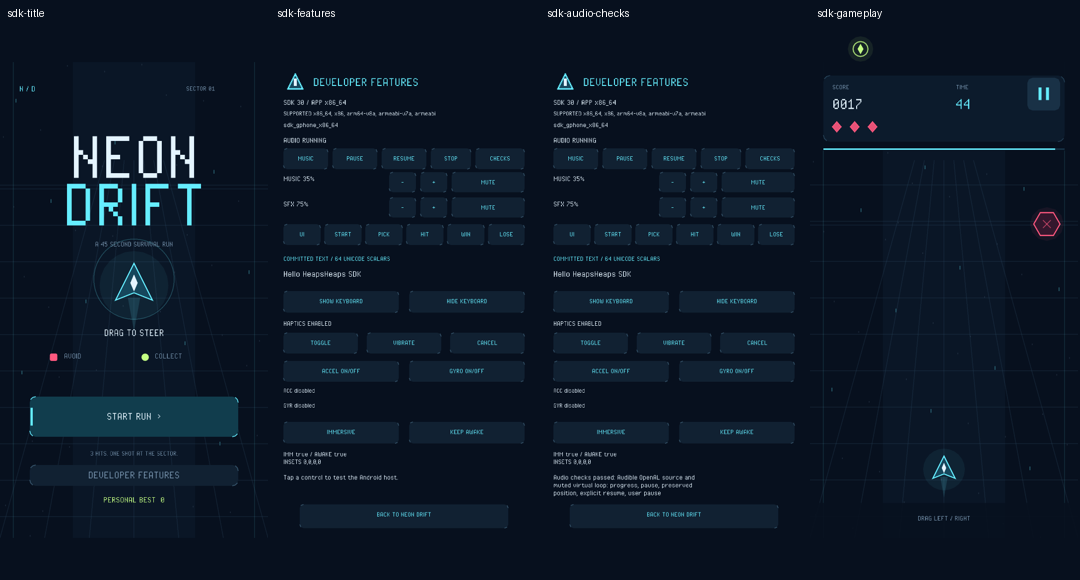 sdk-title
N / D
SECTOR 01
NEON
DRIFT
A 45 SECOND SURVIVAL RUN
DRAG TO STEER
AVOID
COLLECT
START RUN >
3 HITS. ONE SHOT AT THE SECTOR.
DEVELOPER FEATURES
PERSONAL BEST 0
sdk-features
DEVELOPER FEATURES
SDK 30 / APP x86_64
SUPPORTED x86_64, x86, arm64-v8a, armeabi-v7a, armeabi
sdk_gphone_x86_64
AUDIO RUNNING
MUSIC PAUSE RESUME STOP CHECKS
MUSIC 35% - + MUTE
SFX 75% - + MUTE
UI START PICK HIT WIN LOSE
COMMITTED TEXT / 64 UNICODE SCALARS
Hello HeapsHeaps SDK
SHOW KEYBOARD HIDE KEYBOARD
HAPTICS ENABLED
TOGGLE VIBRATE CANCEL
ACCEL ON/OFF GYRO ON/OFF
ACC disabled
GYR disabled
IMMERSIVE KEEP AWAKE
IMM true / AWAKE true
INSETS 0,0,0,0
Tap a control to test the Android host.
BACK TO NEON DRIFT
sdk-audio-checks
DEVELOPER FEATURES
SDK 30 / APP x86_64
SUPPORTED x86_64, x86, arm64-v8a, armeabi-v7a, armeabi
sdk_gphone_x86_64
AUDIO RUNNING
MUSIC PAUSE RESUME STOP CHECKS
MUSIC 35% - + MUTE
SFX 75% - + MUTE
UI START PICK HIT WIN LOSE
COMMITTED TEXT / 64 UNICODE SCALARS
Hello HeapsHeaps SDK
SHOW KEYBOARD HIDE KEYBOARD
HAPTICS ENABLED
TOGGLE VIBRATE CANCEL
ACCEL ON/OFF GYRO ON/OFF
ACC disabled
GYR disabled
IMMERSIVE KEEP AWAKE
IMM true / AWAKE true
INSETS 0,0,0,0
Audio checks passed: Audible OpenAL source and
muted virtual loop: progress, pause, preserved
position, explicit resume, user pause
BACK TO NEON DRIFT
sdk-gameplay
SCORE TIME
0017 44
DRAG LEFT / RIGHT